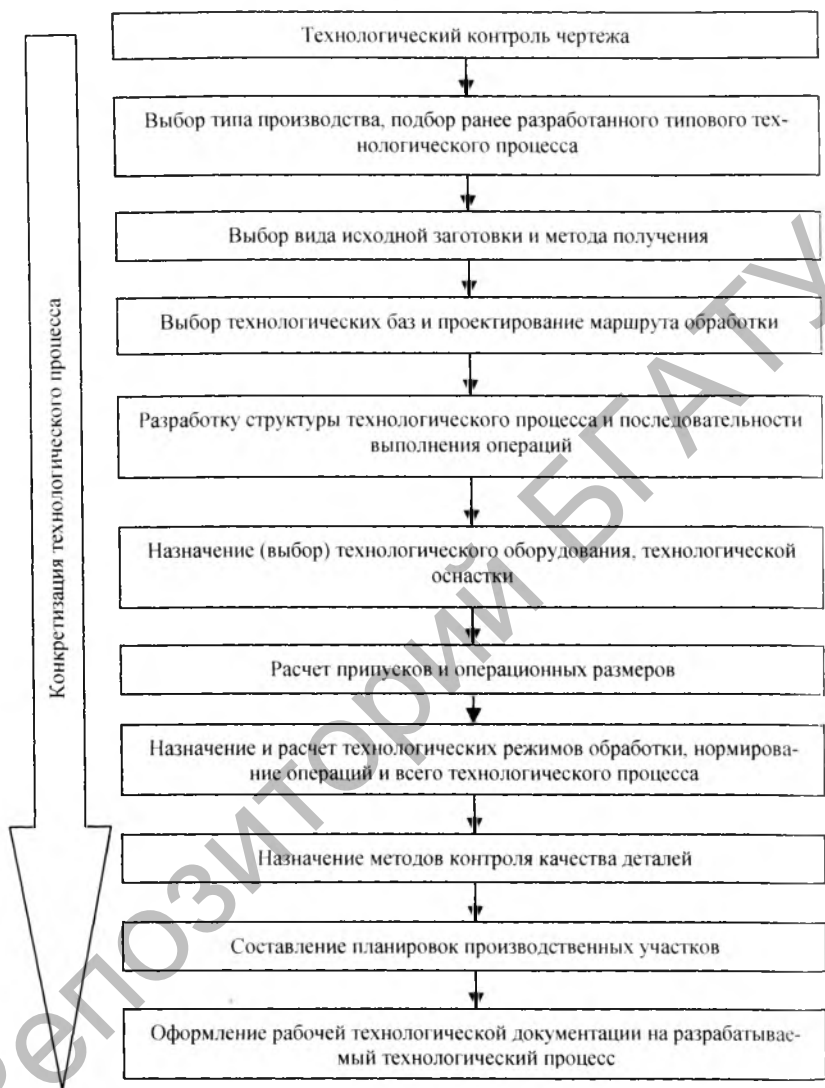 Технологический контроль чертежа
Выбор типа производства, подбор ранее разработанного типового тех-
нологического процесса
Выбор вида исходной заготовки и метода получения
Выбор технологических баз и проектирование маршрута обработки
Разработку структуры технологического процесса и последовательности
выполнения операций
Назначение (выбор) технологического оборудования, технологической
оснастки
Расчет припусков и операционных размеров
Назначение и расчет технологических режимов обработки, нормирова-
ние операций и всего технологического процесса
Назначение методов контроля качества деталей
Составление планировок производственных участков
Оформление рабочей технологической документации на разрабатывае-
мый технологический процесс
Конкретизация технологического процесса
Репозиторий БГАТУ